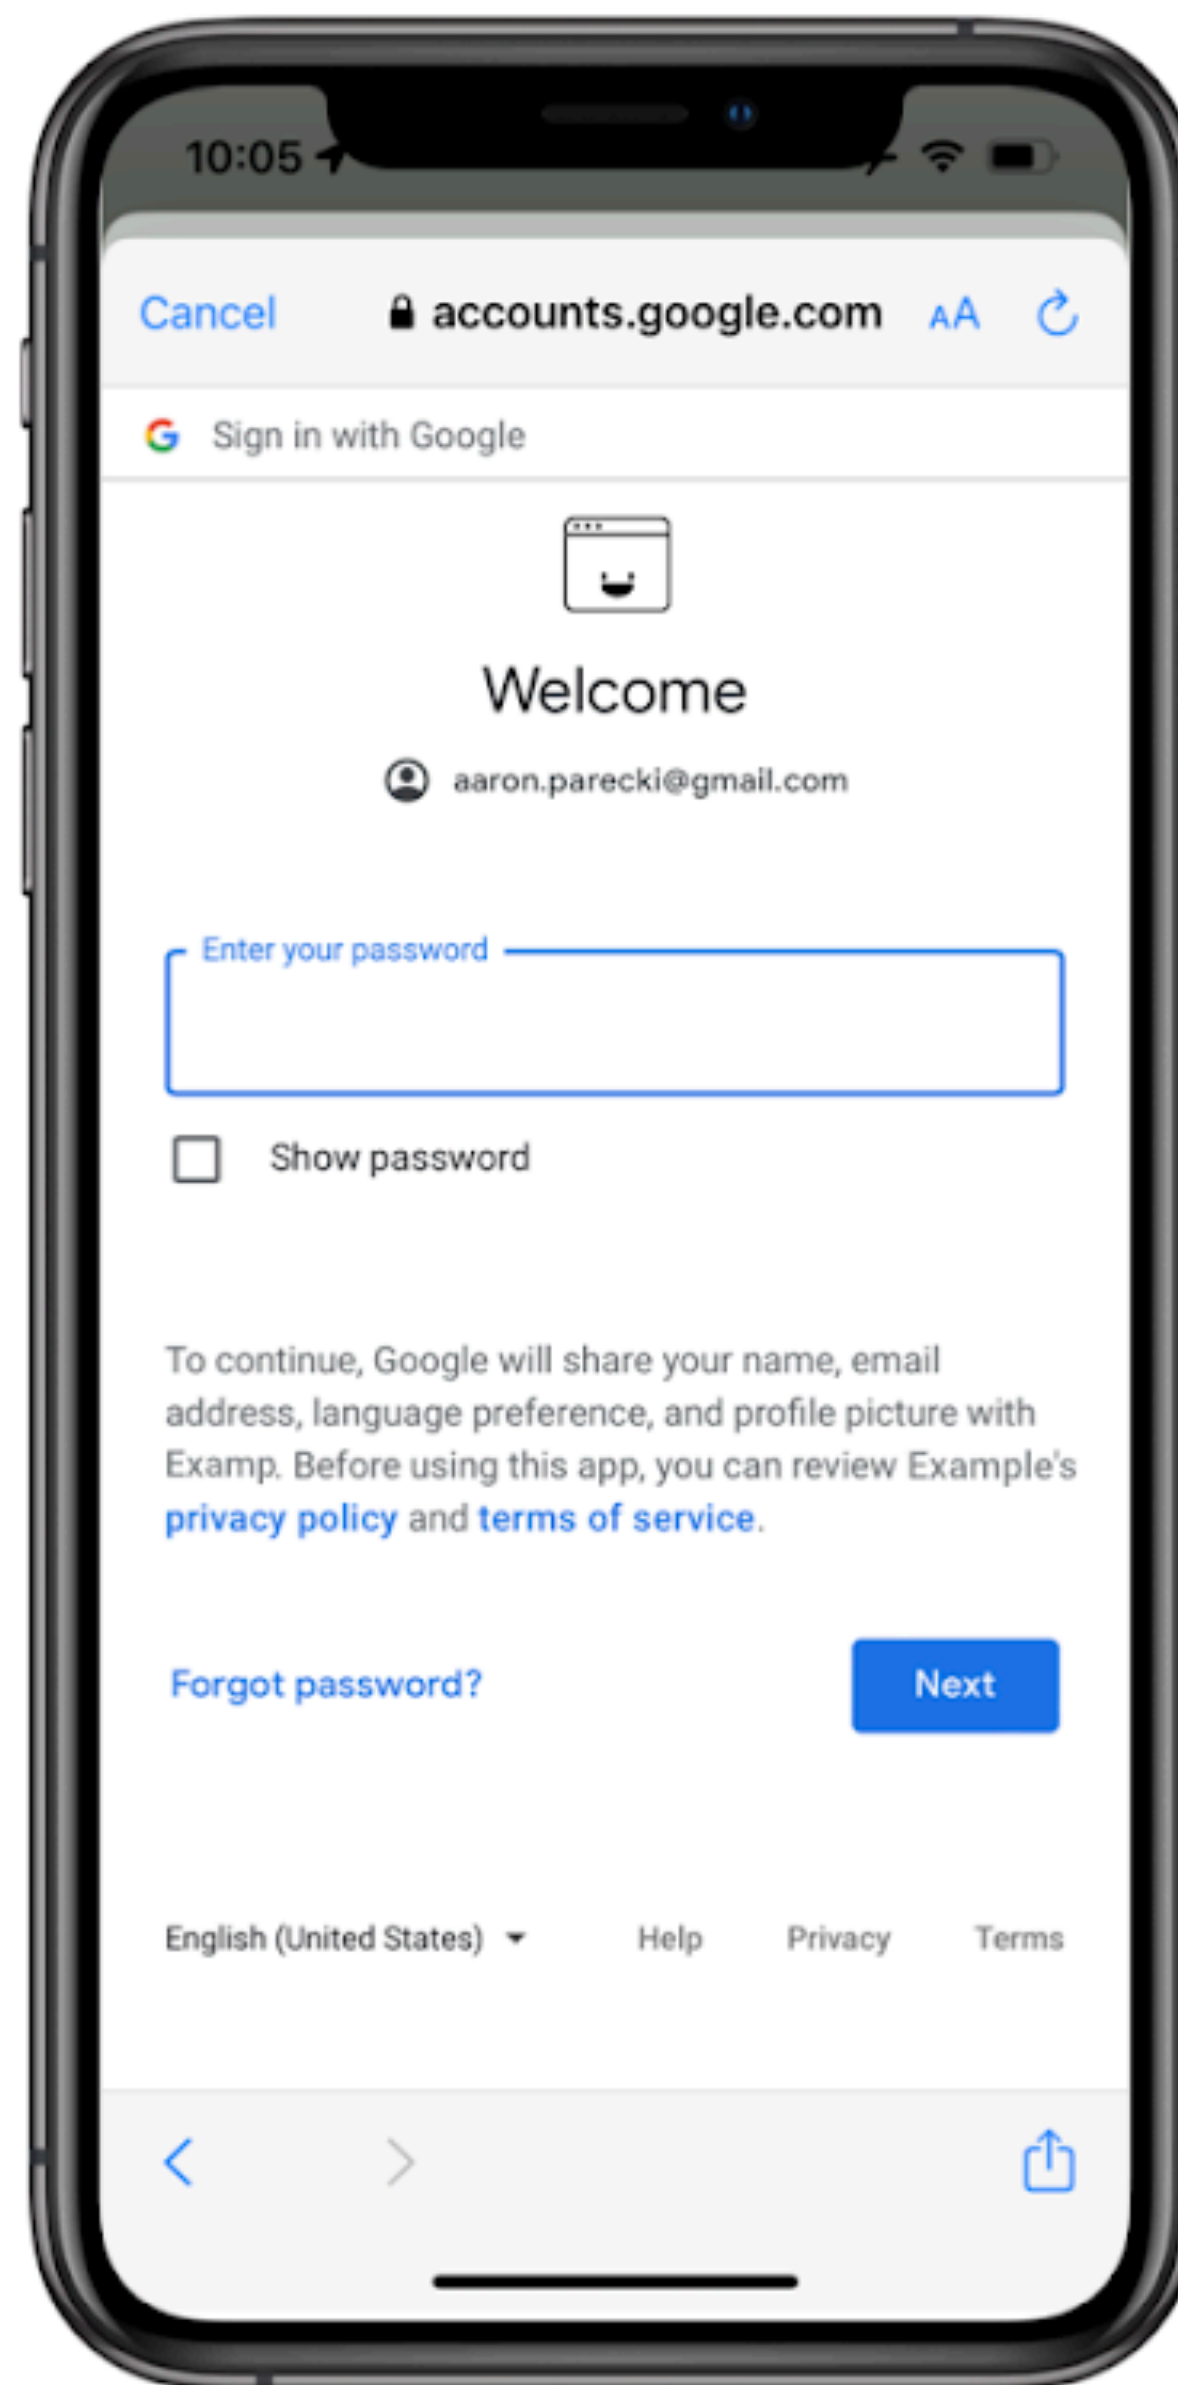 10:05
Cancel accounts.google.com AA
Sign in with Google
Welcome
aaron.parecki@gmail.com
Enter your password
Show password
To continue, Google will share your name, email
address, language preference, and profile picture with
Examp. Before using this app, you can review Example's
privacy policy and terms of service.
Forgot password? Next
English (United States) Help Privacy Terms